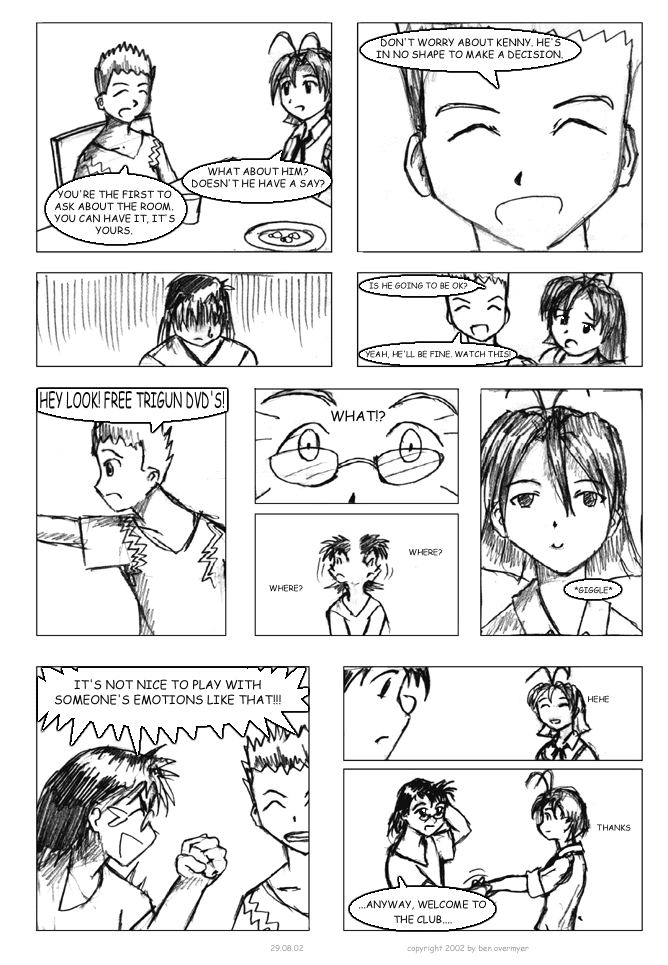 YOU'RE THE FIRST TO
ASK ABOUT THE ROOM.
YOU CAN HAVE IT, IT'S
YOURS.
WHAT ABOUT HIM?
DOESN'T HE HAVE A SAY?
DON'T WORRY ABOUT KENNY. HE'S
IN NO SHAPE TO MAKE A DECISION.
IS HE GOING TO BE OK?
YEAH, HE'LL BE FINE. WATCH THIS!
HEY LOOK! FREE TRIGUN DVD'S!
WHAT!?
WHERE?
WHERE?
*GIGGLE*
IT'S NOT NICE TO PLAY WITH
SOMEONE'S EMOTIONS LIKE THAT!!!
HEHE
THANKS
...ANYWAY, WELCOME TO
THE CLUB....
29.08.02
copyright 2002 by ben overmyer